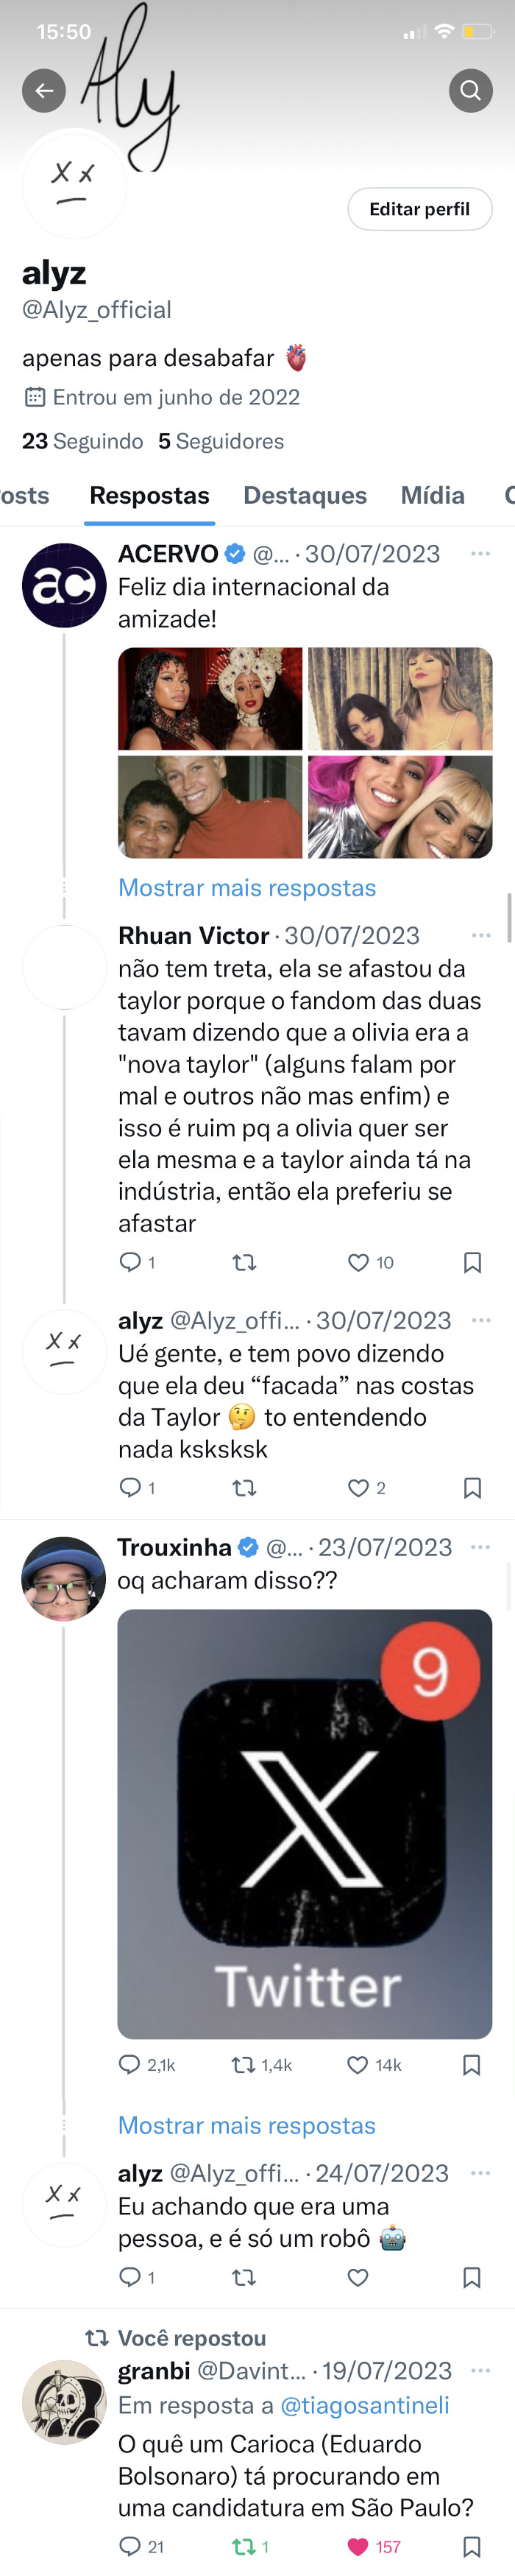 15:50
Aly
x x
Editar perfil
alyz
@Alyz_official
apenas para desabafar 🫀
Entrou em junho de 2022
23 Seguindo 5 Seguidores
osts Respostas Destaques Mídia C
ac
ACERVO @... · 30/07/2023 ···
Feliz dia internacional da
amizade!
Mostrar mais respostas
Rhuan Victor · 30/07/2023 ···
não tem treta, ela se afastou da
taylor porque o fandom das duas
tavam dizendo que a olivia era a
"nova taylor" (alguns falam por
mal e outros não mas enfim) e
isso é ruim pq a olivia quer ser
ela mesma e a taylor ainda tá na
indústria, então ela preferiu se
afastar
1 10
x x
alyz @Alyz_offi... · 30/07/2023 ···
Ué gente, e tem povo dizendo
que ela deu “facada” nas costas
da Taylor 🤔 to entendendo
nada ksksksk
1 2
Trouxinha @... · 23/07/2023 ···
oq acharam disso??
9
X
Twitter
2,1k 1,4k 14k
Mostrar mais respostas
x x
alyz @Alyz_offi... · 24/07/2023 ···
Eu achando que era uma
pessoa, e é só um robô 🤖
1
Você repostou
granbi @Davint... · 19/07/2023 ···
Em resposta a @tiagosantineli
O quê um Carioca (Eduardo
Bolsonaro) tá procurando em
uma candidatura em São Paulo?
21 1 157